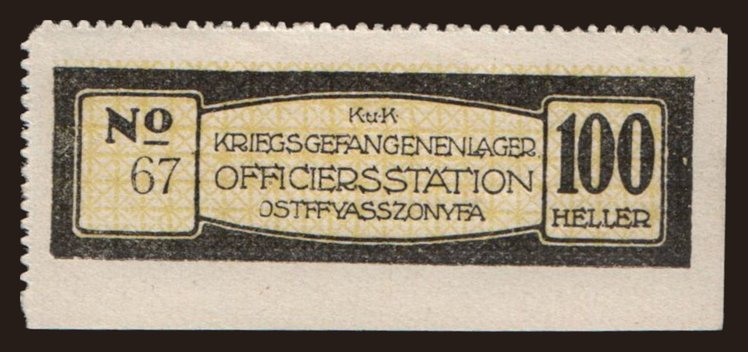 No
67
K.u.K.
KRIEGSGEFANGENENLAGER
OFFICIERSSTATION
OSTFFYASSZONYFA
100
HELLER